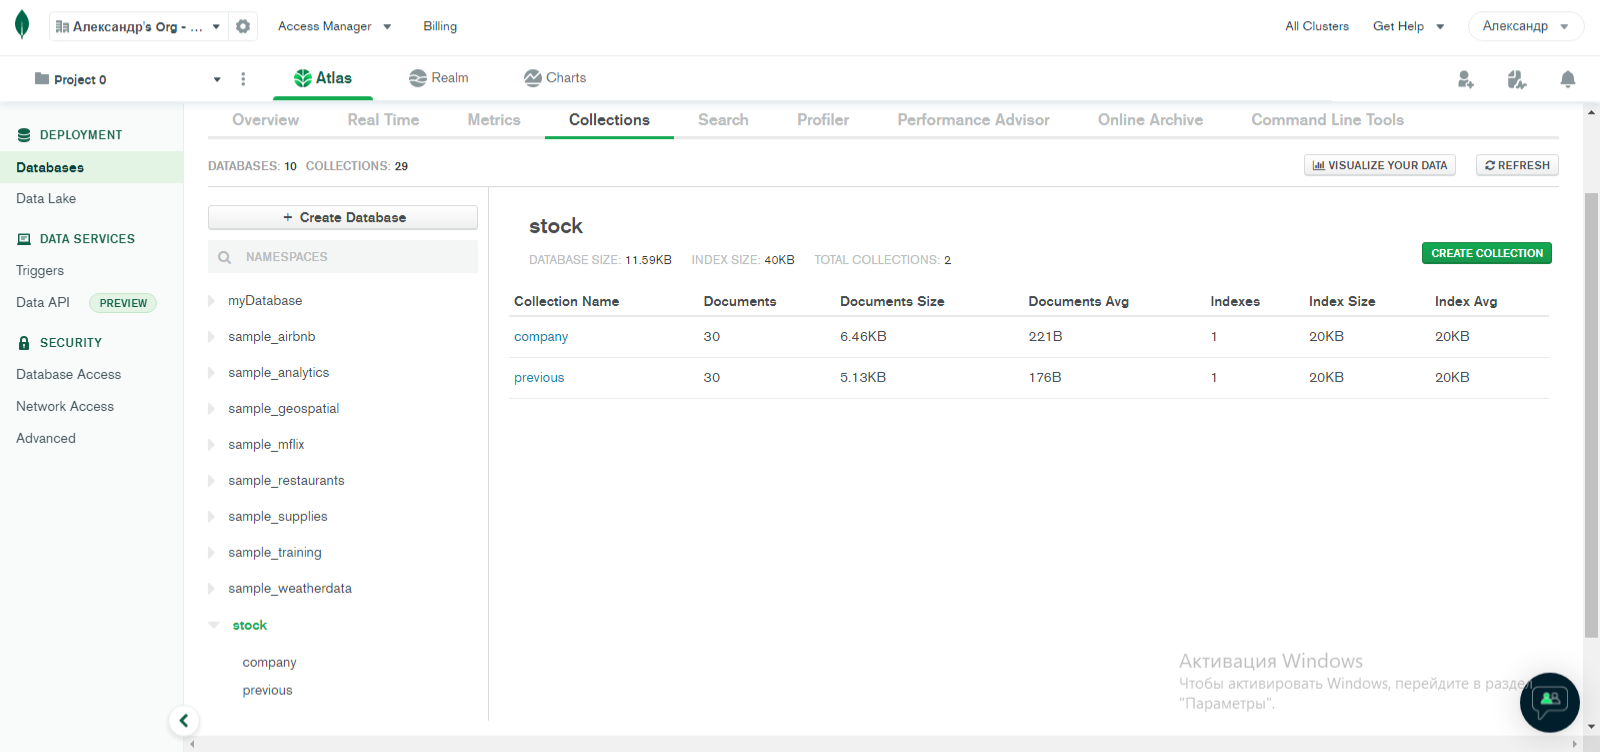 Александр's Org - ...
Access Manager
Billing
All Clusters
Get Help
Александр
Project 0
Atlas
Realm
Charts
DEPLOYMENT
Databases
Data Lake
DATA SERVICES
Triggers
Data API PREVIEW
SECURITY
Database Access
Network Access
Advanced
Overview
Real Time
Metrics
Collections
Search
Profiler
Performance Advisor
Online Archive
Command Line Tools
DATABASES: 10 COLLECTIONS: 29
VISUALIZE YOUR DATA
REFRESH
+ Create Database
NAMESPACES
myDatabase
sample_airbnb
sample_analytics
sample_geospatial
sample_mflix
sample_restaurants
sample_supplies
sample_training
sample_weatherdata
stock
company
previous
stock
DATABASE SIZE: 11.59KB INDEX SIZE: 40KB TOTAL COLLECTIONS: 2
CREATE COLLECTION
Collection Name Documents Documents Size Documents Avg Indexes Index Size Index Avg
company 30 6.46KB 221B 1 20KB 20KB
previous 30 5.13KB 176B 1 20KB 20KB
Активация Windows
Чтобы активировать Windows, перейдите в раздел
"Параметры".